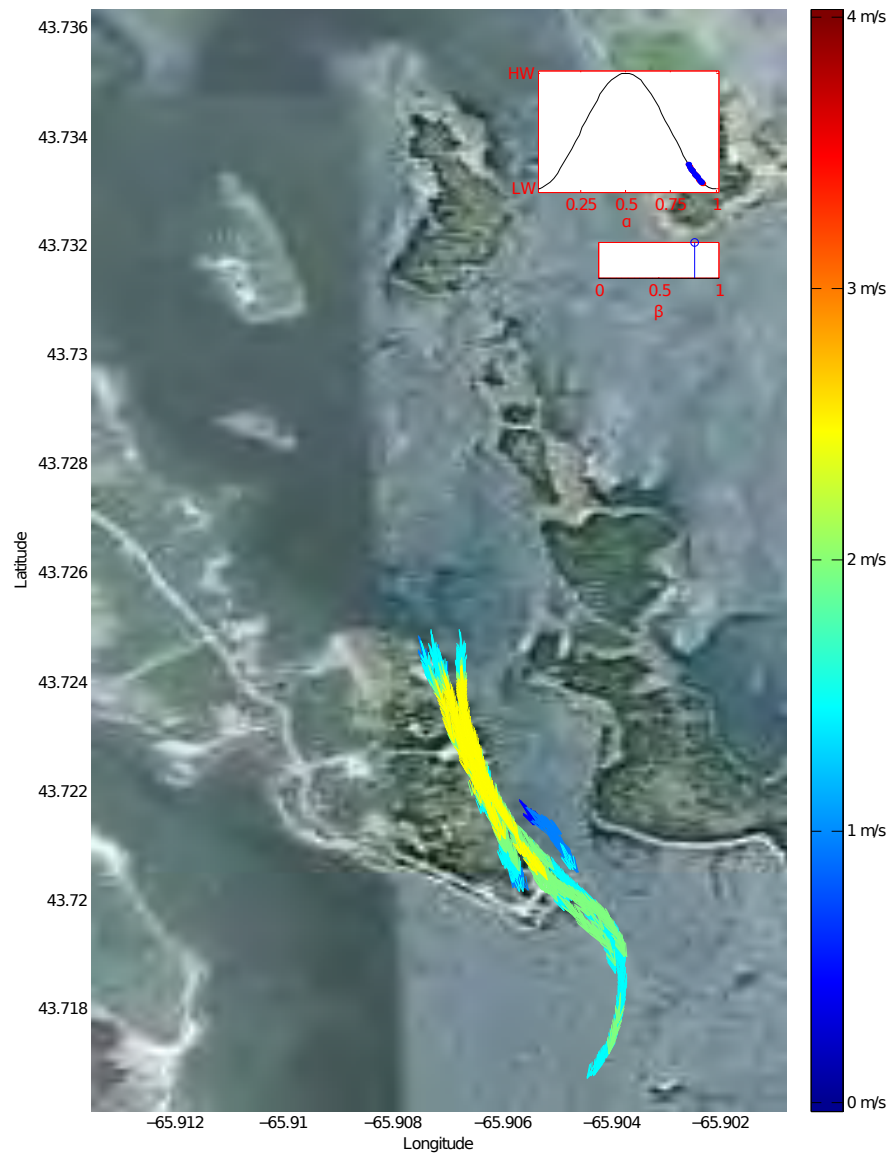 43.736
43.734
43.732
43.73
43.728
43.726
43.724
43.722
43.72
43.718
Latitude
−65.912
−65.91
−65.908
−65.906
−65.904
−65.902
Longitude
HW
LW
0.25
0.5
0.75
1
α
0
0.5
1
β
4 m/s
3 m/s
2 m/s
1 m/s
0 m/s